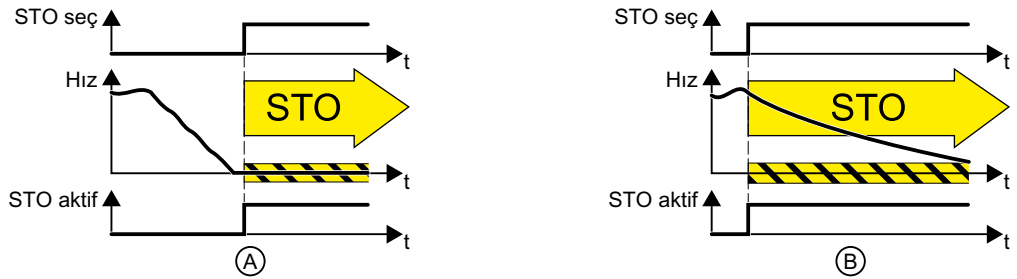 STO seç
t
Hız
STO
t
STO aktif
t
A
STO seç
t
Hız
STO
t
STO aktif
t
B